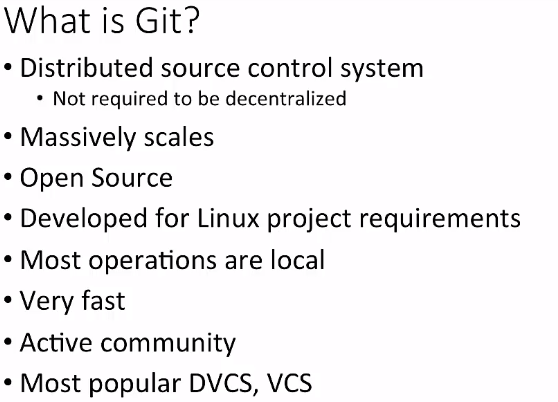 What is Git?
• Distributed source control system
• Not required to be decentralized
• Massively scales
• Open Source
• Developed for Linux project requirements
• Most operations are local
• Very fast
• Active community
• Most popular DVCS, VCS